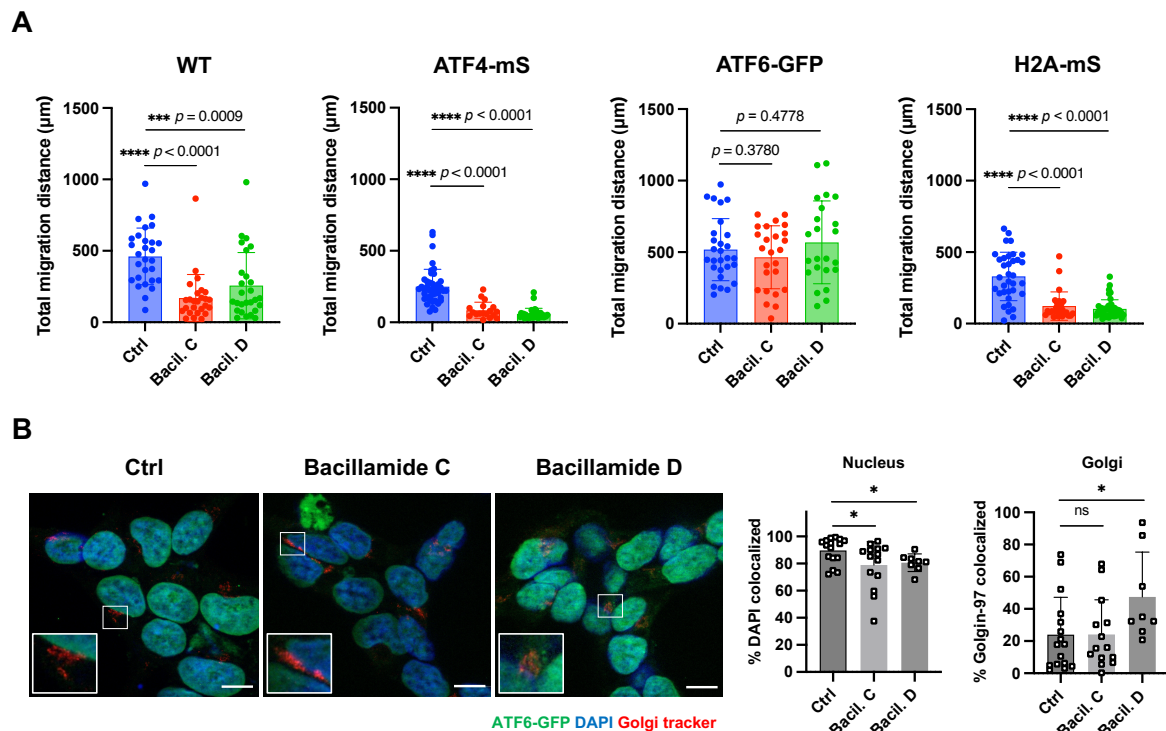 A
WT
ATF4-mS
ATF6-GFP
H2A-mS
Total migration distance (µm)
1500
1000
500
0
*** p = 0.0009
**** p < 0.0001
Ctrl
Bacil. C
Bacil. D
Total migration distance (µm)
1500
1000
500
0
**** p < 0.0001
**** p < 0.0001
Ctrl
Bacil. C
Bacil. D
Total migration distance (µm)
1500
1000
500
0
p = 0.4778
p = 0.3780
Ctrl
Bacil. C
Bacil. D
Total migration distance (µm)
1500
1000
500
0
**** p < 0.0001
**** p < 0.0001
Ctrl
Bacil. C
Bacil. D
B
Ctrl
Bacillamide C
Bacillamide D
ATF6-GFP DAPI Golgi tracker
Nucleus
% DAPI colocalized
100
80
60
40
20
0
*
*
Ctrl
Bacil. C
Bacil. D
Golgi
% Golgin-97 colocalized
100
80
60
40
20
0
*
ns
Ctrl
Bacil. C
Bacil. D